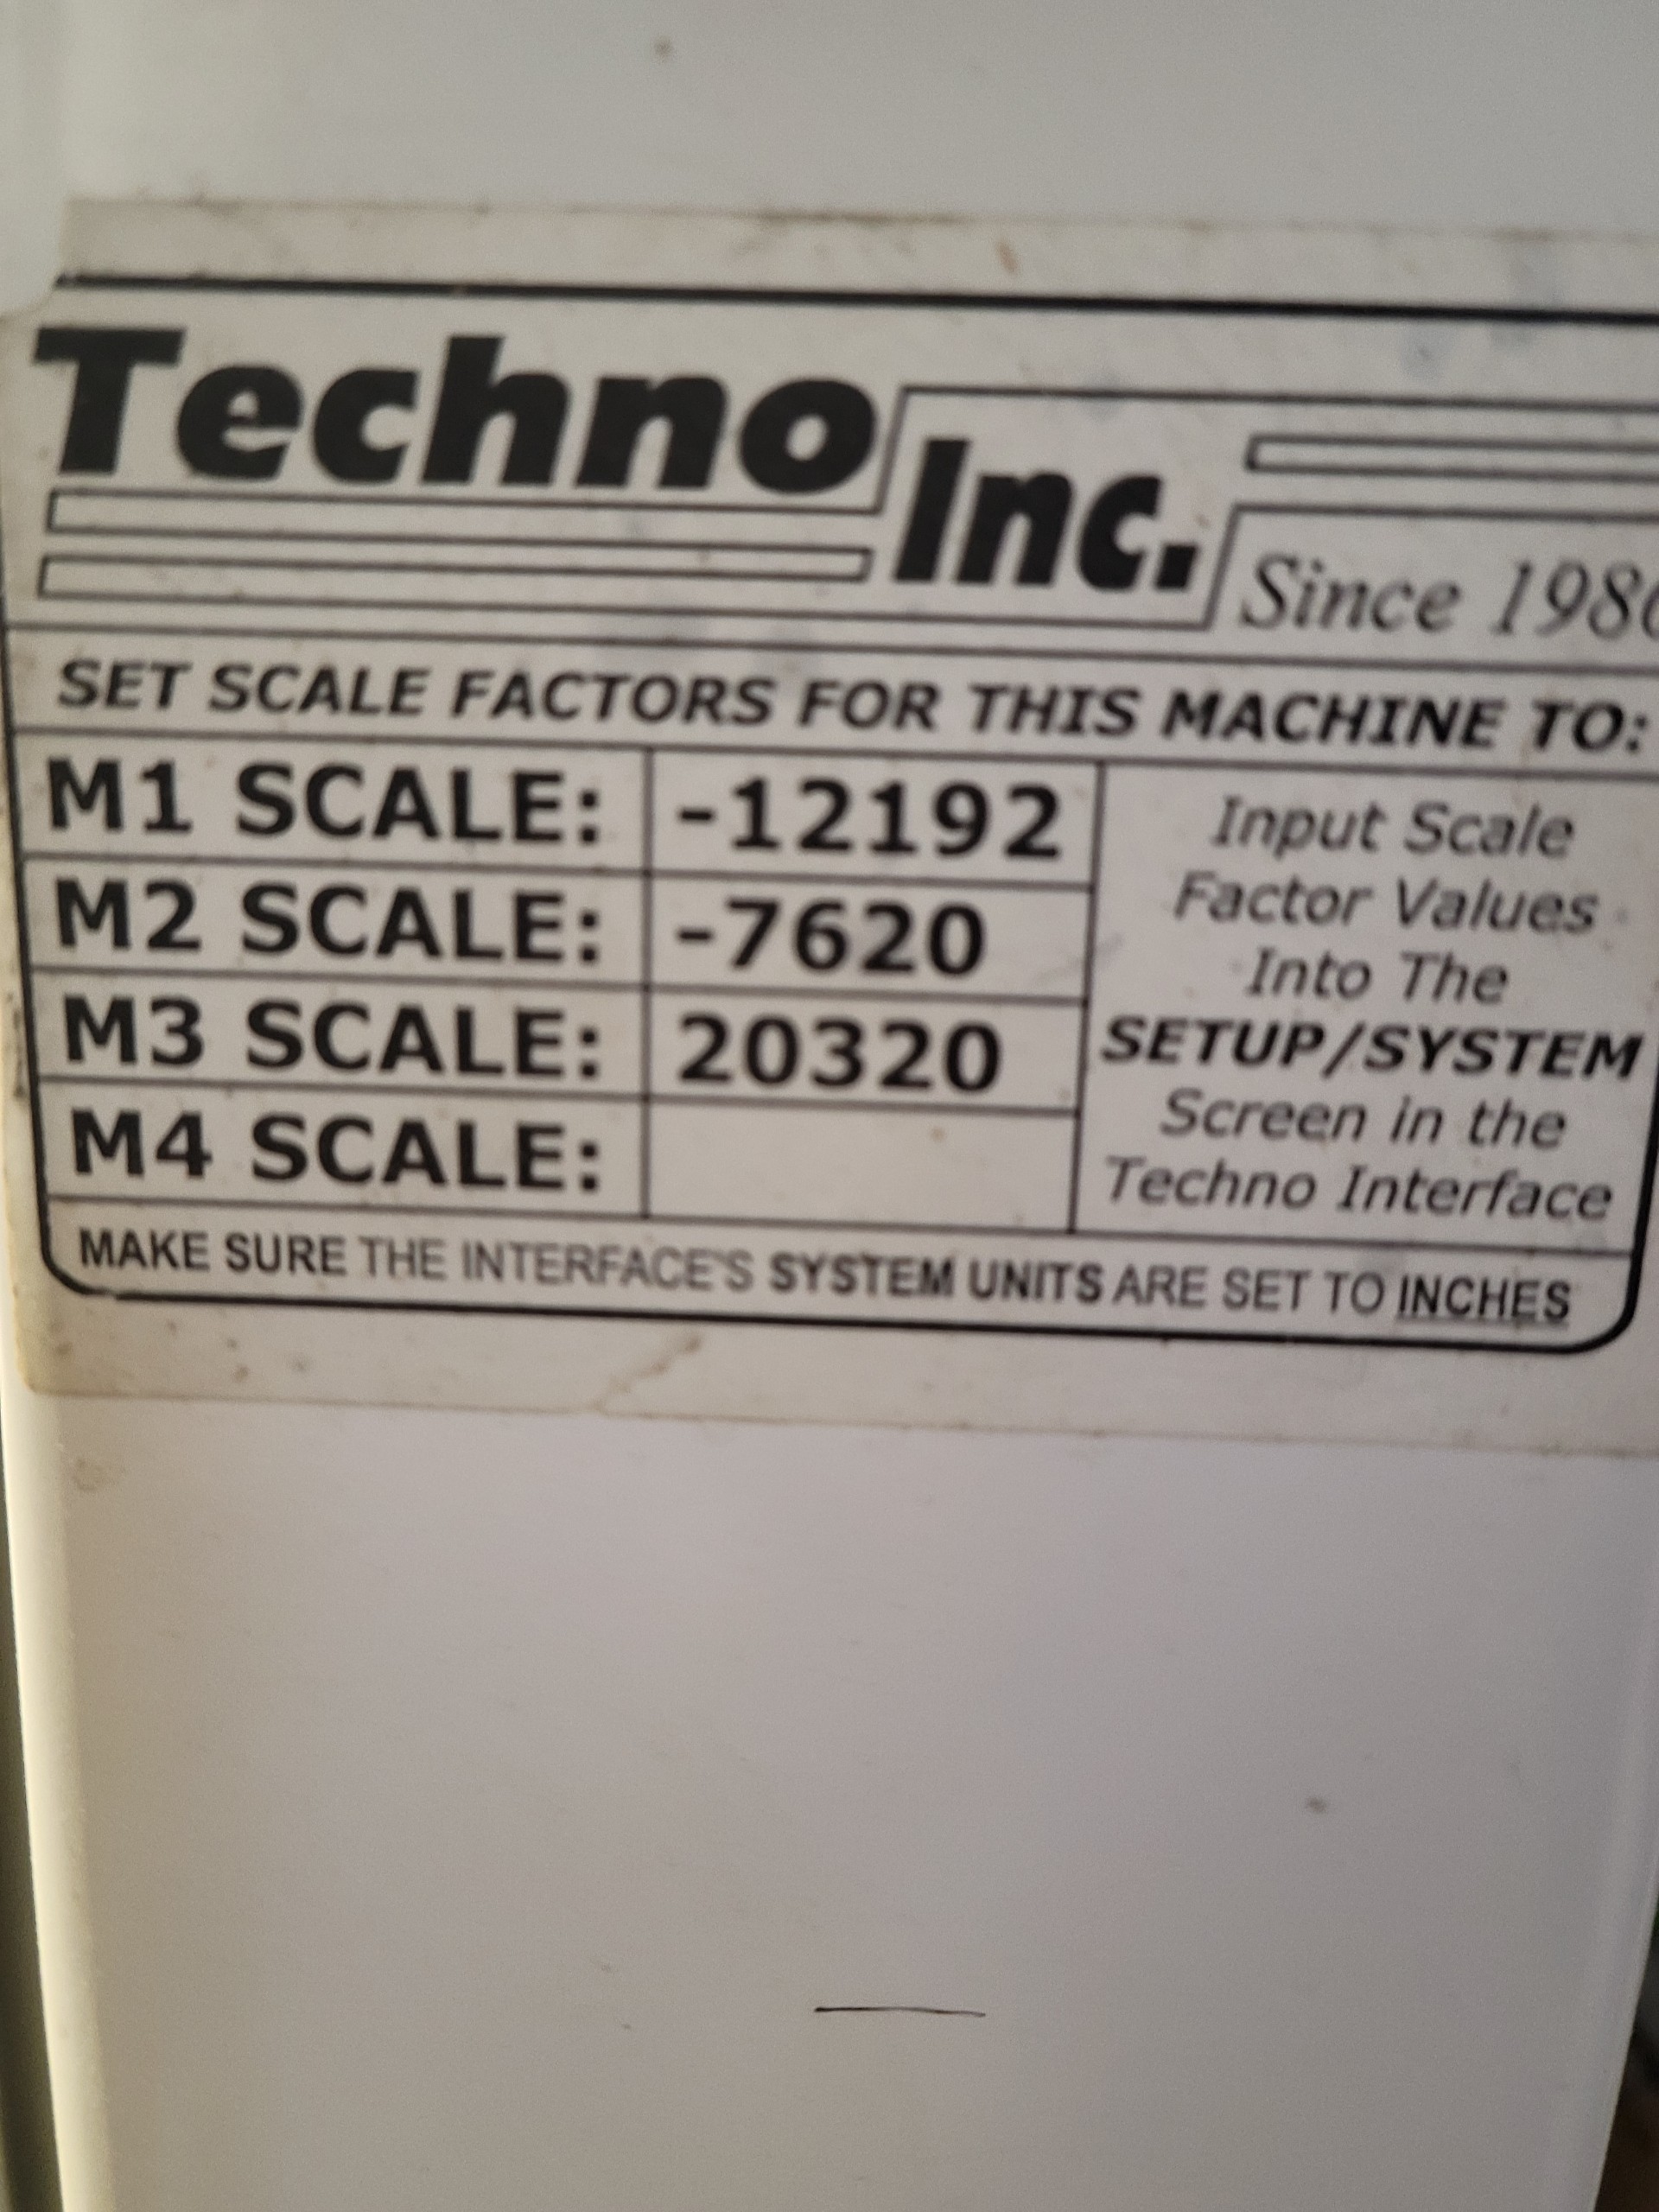 Techno Inc.
Since 1986
SET SCALE FACTORS FOR THIS MACHINE TO:
M1 SCALE: -12192
M2 SCALE: -7620
M3 SCALE: 20320
M4 SCALE:
Input Scale
Factor Values
Into The
SETUP/SYSTEM
Screen in the
Techno Interface
MAKE SURE THE INTERFACE'S SYSTEM UNITS ARE SET TO INCHES